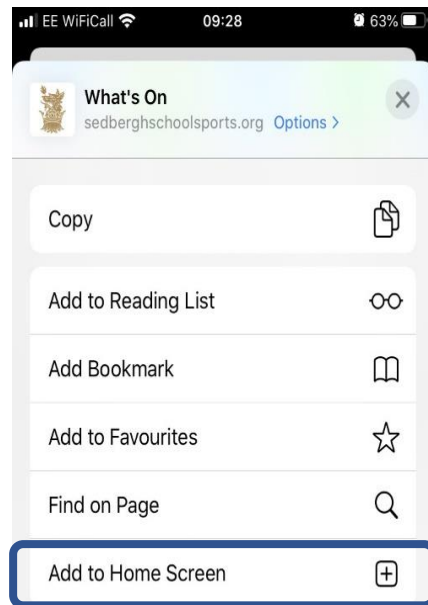 EE WiFiCall 09:28 63%
What's On
sedberghschoolsports.org Options >
Copy
Add to Reading List
Add Bookmark
Add to Favourites
Find on Page
Add to Home Screen